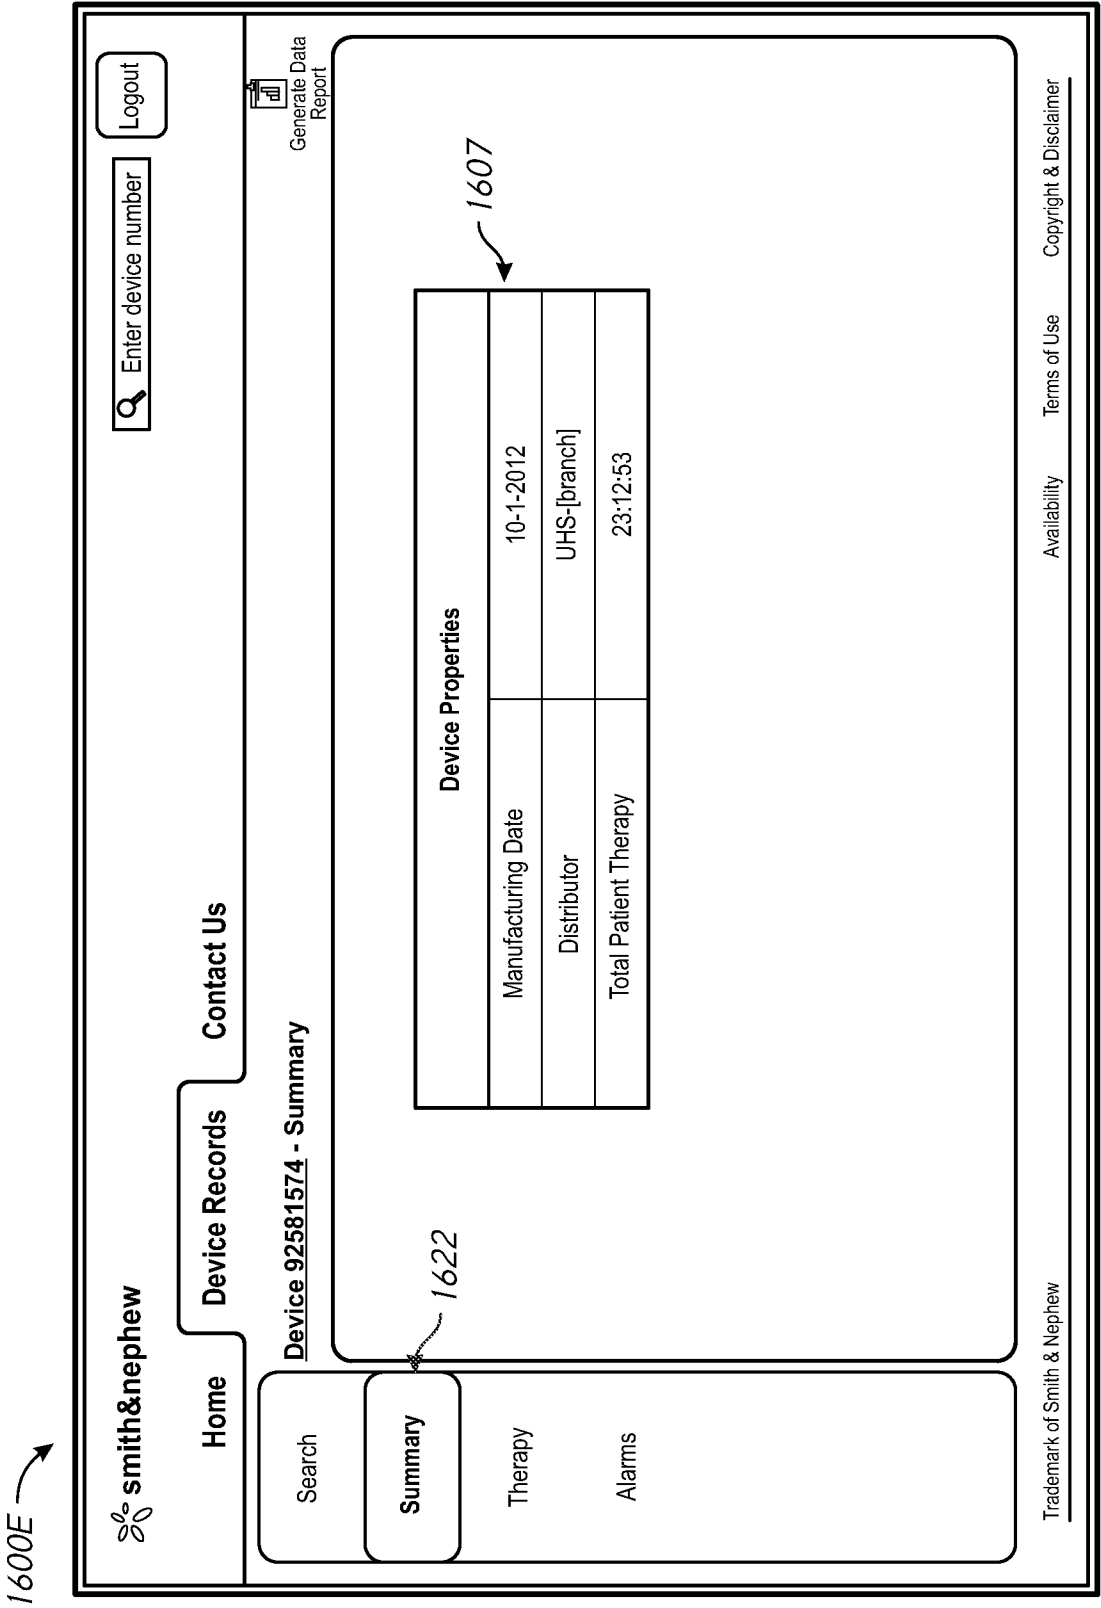 1600E
smith&nephew
Enter device number
Logout
Home
Device Records
Contact Us
Device 92581574 - Summary
Generate Data
Report
Search
Summary
Therapy
Alarms
1622
1607
Device Properties
Manufacturing Date 10-1-2012
Distributor UHS-[branch]
Total Patient Therapy 23:12:53
Trademark of Smith & Nephew
Availability
Terms of Use
Copyright & Disclaimer